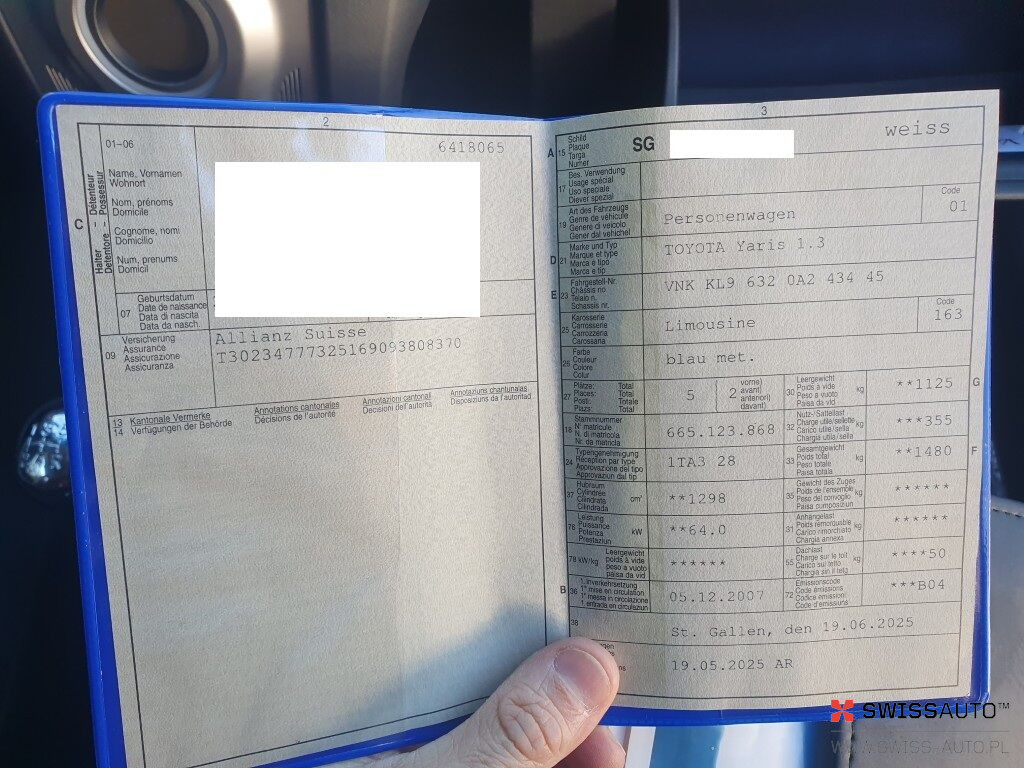 2
01–06
6418065
C
Halter – Détenteur
Detentore – Possessur
Name, Vornamen
Wohnort
Nom, prénoms
Domicile
Cognome, nomi
Domicilio
Num, prenums
Domicil
07
Geburtsdatum
Date de naissance
Data di nascita
Data da nasch.
09
Versicherung
Assurance
Assicurazione
Assicuranza
Allianz Suisse
T30234777325169093808370
13 Kantonale Vermerke
14 Verfügungen der Behörde
Annotations cantonales
Décisions de l'autorité
Annotazioni cantonal
Decisioni dell'autorità
Annotaziuns chantunalas
Disposiziuns da l'autoritad
3
A 15
Schild
Plaque
Targa
Numer
SG
weiss
17
Bes. Verwendung
Usage spécial
Uso speciale
Diever spezial
19
Art des Fahrzeugs
Genre de véhicule
Genere di veicolo
Gener dal vehichel
Personenwagen
Code
01
D 21
Marke und Typ
Marque et type
Marca e tipo
Marca e tip
TOYOTA Yaris 1.3
E 23
Fahrgestell-Nr.
Châssis no
Telaio n.
Schassis nr.
VNK KL9 632 0A2 434 45
25
Karosserie
Carrosserie
Carrozzeria
Carossaria
Limousine
Code
163
26
Farbe
Couleur
Colore
Colur
blau met.
27
Plätze: Total
Places: Total
Posti: Totale
Plazs: Total
5
2
vorne)
avant)
anteriori)
davant)
30
Leergewicht
Poids à vide
Peso a vuoto
Paisa da vid
kg
**1125
G
18
Stammnummer
N° matricule
N. di matricola
Nr. da matricla
665.123.868
32
Nutz-/Sattellast
Charge utile/sellette
Carico utile/sella
Chargia utila/sella
kg
***355
24
Typengenehmigung
Réception par type
Approvazione del tipo
Approvaziun dal tip
1TA3 28
33
Gesamtgewicht
Poids total
Peso totale
Paisa totala
kg
**1480
F
37
Hubraum
Cylindrée
Cilindrata
Cilindrada
cm³
**1298
35
Gewicht des Zuges
Poids de l'ensemble
Peso del convoglio
Paisa cumposiziun
kg
******
76
Leistung
Puissance
Potenza
Prestaziun
kW
**64.0
31
Anhängelast
Poids remorquable
Carico rimorchiato
Chargia annexa
kg
******
78 kW/kg
Leergewicht
poids à vide
peso a vuoto
paisa da vid
******
55
Dachlast
Charge sur le toit
Carico sul tetto
Chargia sin il tetg
kg
****50
B 36
1. Inverkehrsetzung
1re mise en circulation
1a messa in circolazione
1. entrada en circulaziun
05.12.2007
72
Emissionscode
Code émissions
Codice emissioni
Code d'emissiuns
***B04
38
St. Gallen, den 19.06.2025
19.05.2025 AR
SWISSAUTO™
WWW.SWISS-AUTO.PL